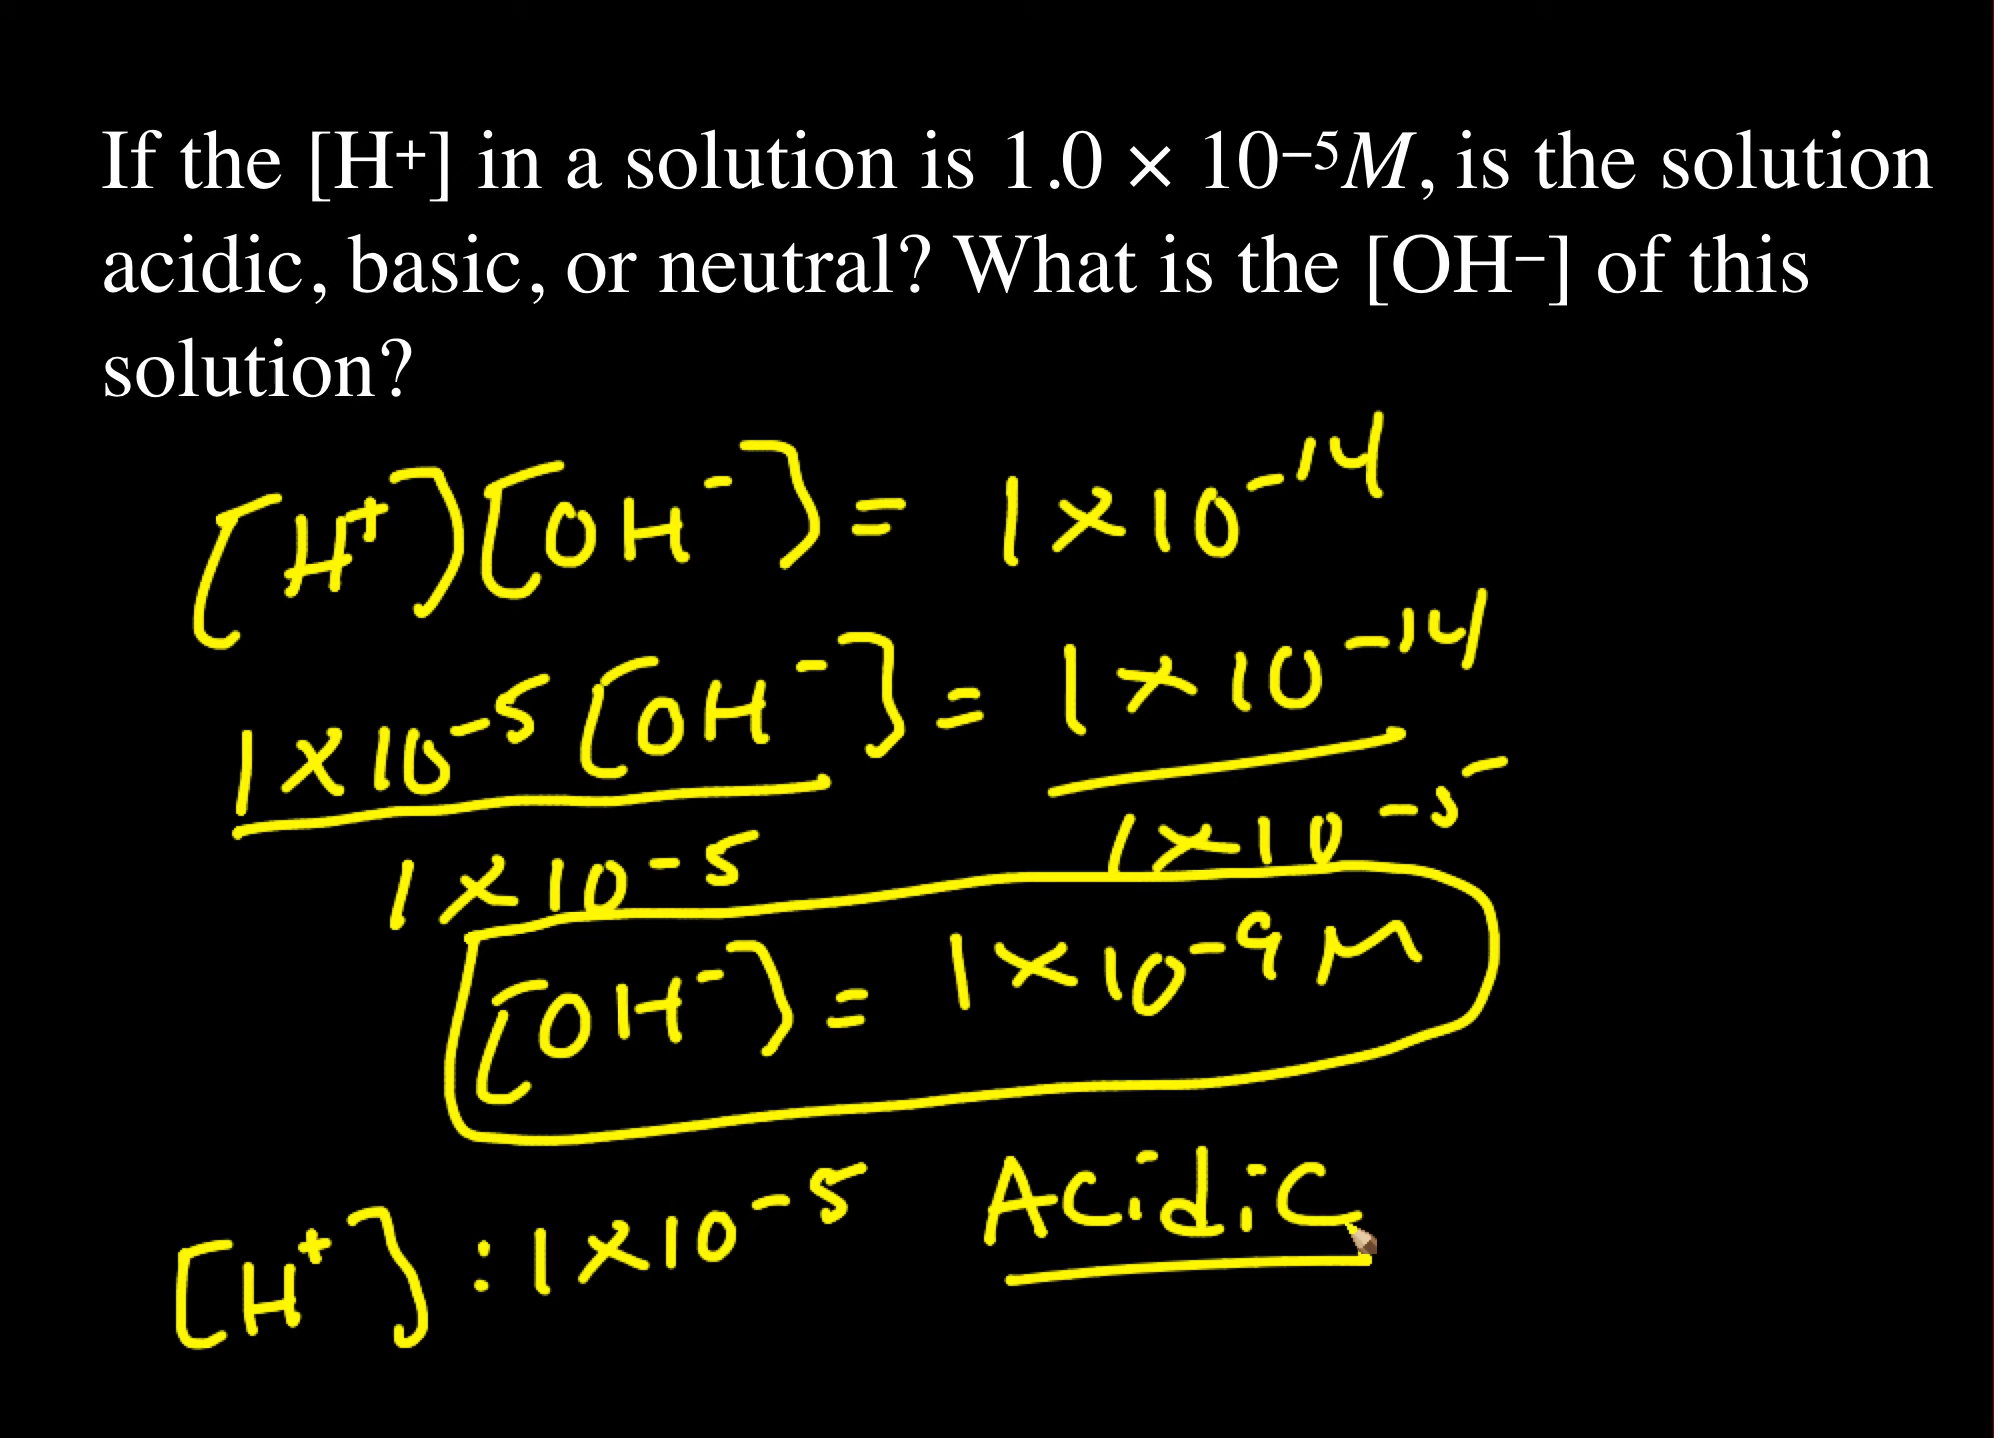 If the [H⁺] in a solution is 1.0 × 10⁻⁵M, is the solution
acidic, basic, or neutral? What is the [OH⁻] of this
solution?
[H⁺][OH⁻] = 1×10⁻¹⁴
1×10⁻⁵ [OH⁻] = 1×10⁻¹⁴
1×10⁻⁵ 1×10⁻⁵
[OH⁻] = 1×10⁻⁹ M
[H⁺] : 1×10⁻⁵ Acidic